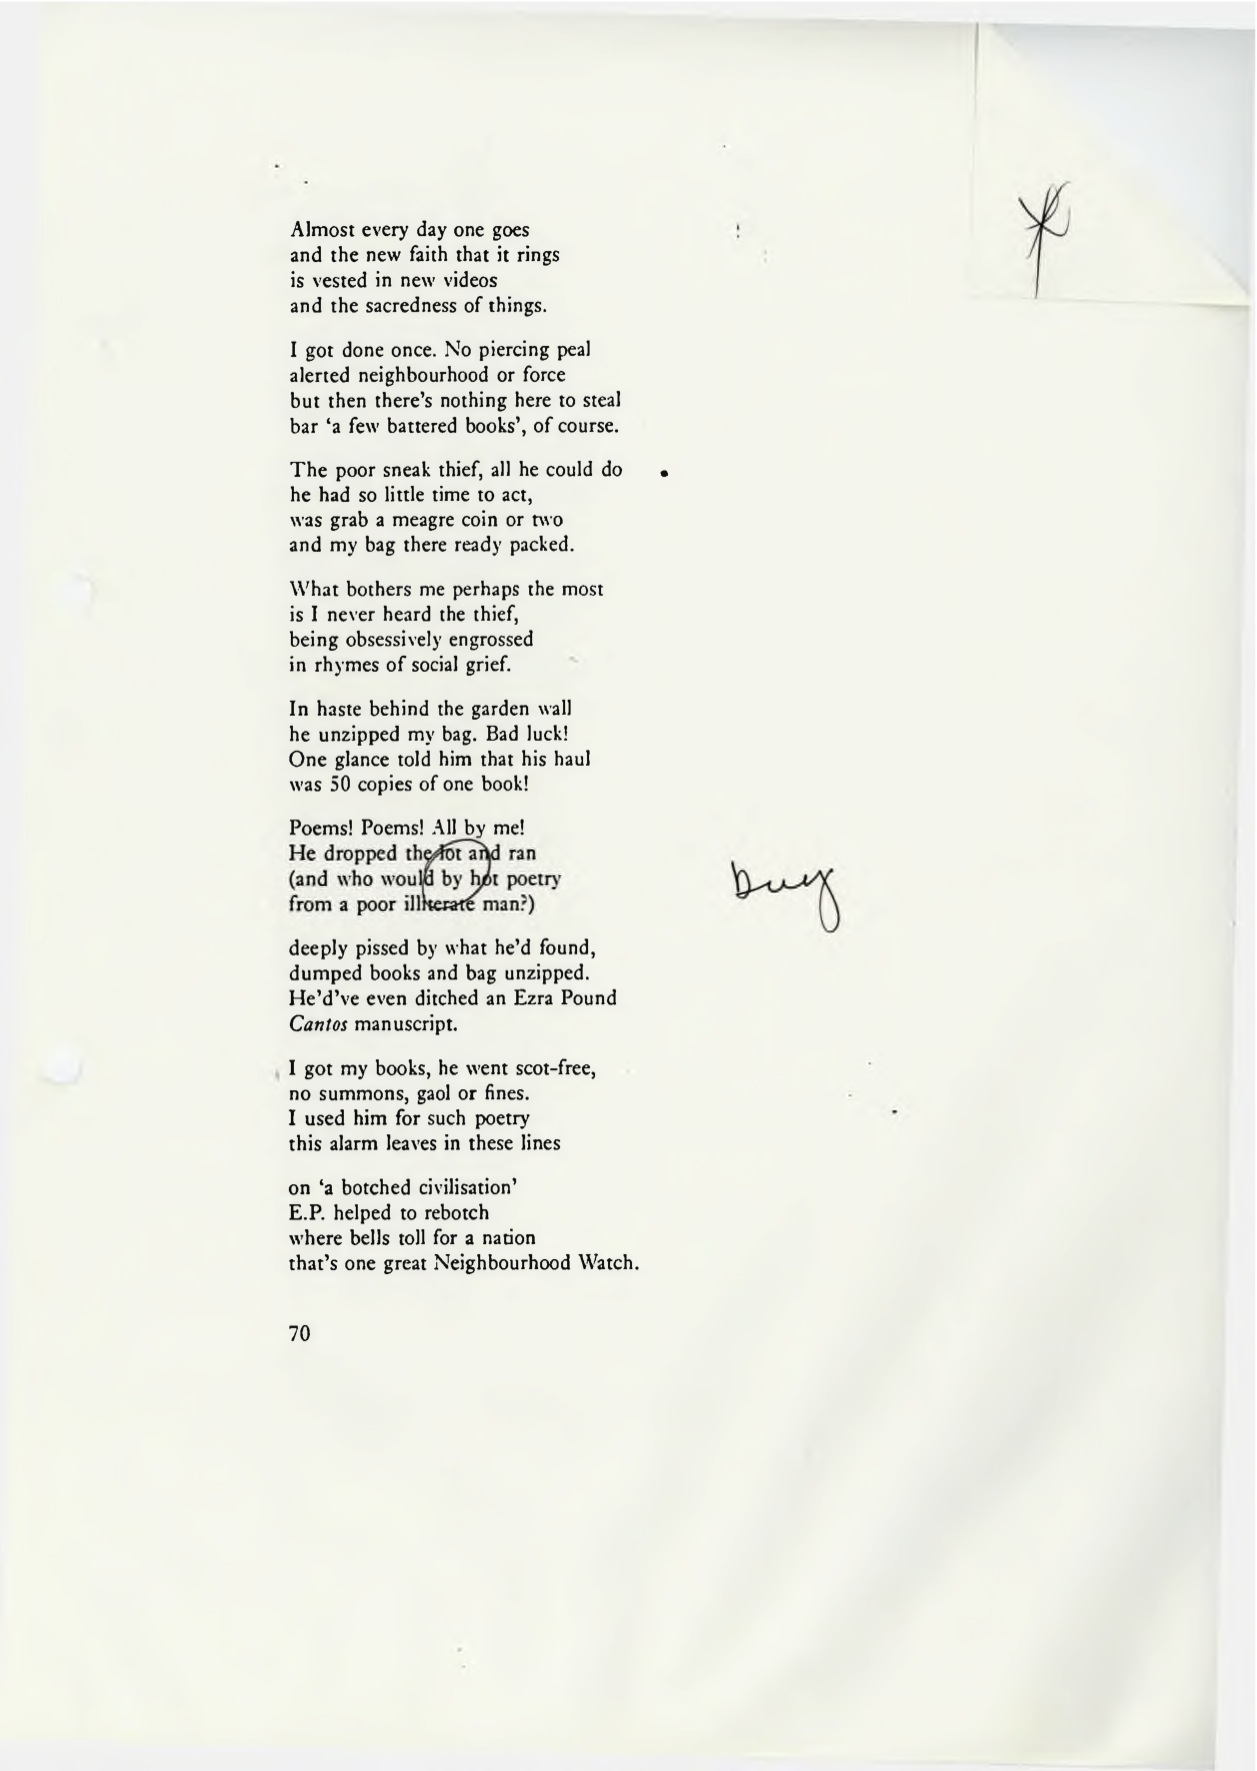 Almost every day one goes
and the new faith that it rings
is vested in new videos
and the sacredness of things.
I got done once. No piercing peal
alerted neighbourhood or force
but then there's nothing here to steal
bar ‘a few battered books’, of course.
The poor sneak thief, all he could do
he had so little time to act,
was grab a meagre coin or two
and my bag there ready packed.
What bothers me perhaps the most
is I never heard the thief,
being obsessively engrossed
in rhymes of social grief.
In haste behind the garden wall
he unzipped my bag. Bad luck!
One glance told him that his haul
was 50 copies of one book!
Poems! Poems! All by me!
He dropped the lot and ran
(and who would by hot poetry
buy
from a poor illiterate man?)
deeply pissed by what he'd found,
dumped books and bag unzipped.
He'd've even ditched an Ezra Pound
Cantos manuscript.
I got my books, he went scot-free,
no summons, gaol or fines.
I used him for such poetry
this alarm leaves in these lines
on ‘a botched civilisation’
E.P. helped to rebotch
where bells toll for a nation
that's one great Neighbourhood Watch.
70